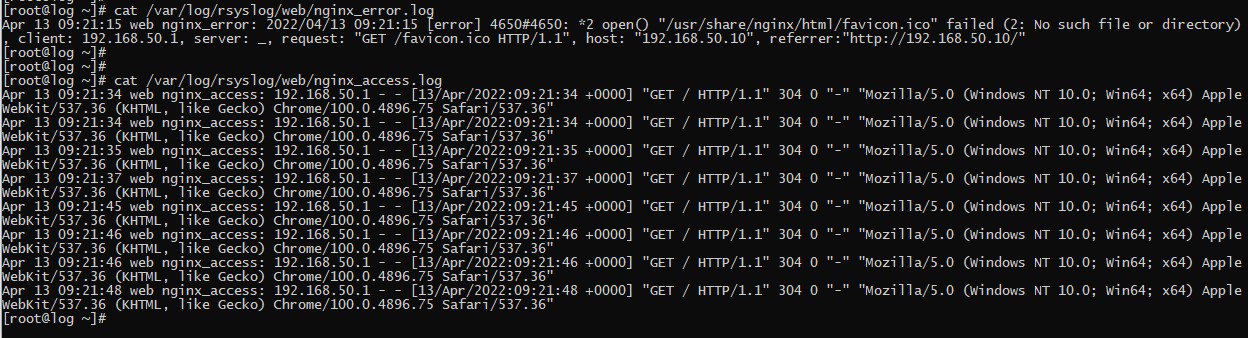 [root@log ~]# cat /var/log/rsyslog/web/nginx_error.log
Apr 13 09:21:15 web nginx_error: 2022/04/13 09:21:15 [error] 4650#4650: *2 open() "/usr/share/nginx/html/favicon.ico" failed (2: No such file or directory)
, client: 192.168.50.1, server: _, request: "GET /favicon.ico HTTP/1.1", host: "192.168.50.10", referrer:"http://192.168.50.10/"
[root@log ~]#
[root@log ~]#
[root@log ~]# cat /var/log/rsyslog/web/nginx_access.log
Apr 13 09:21:34 web nginx_access: 192.168.50.1 - - [13/Apr/2022:09:21:34 +0000] "GET / HTTP/1.1" 304 0 "-" "Mozilla/5.0 (Windows NT 10.0; Win64; x64) Apple
WebKit/537.36 (KHTML, like Gecko) Chrome/100.0.4896.75 Safari/537.36"
Apr 13 09:21:34 web nginx_access: 192.168.50.1 - - [13/Apr/2022:09:21:34 +0000] "GET / HTTP/1.1" 304 0 "-" "Mozilla/5.0 (Windows NT 10.0; Win64; x64) Apple
WebKit/537.36 (KHTML, like Gecko) Chrome/100.0.4896.75 Safari/537.36"
Apr 13 09:21:35 web nginx_access: 192.168.50.1 - - [13/Apr/2022:09:21:35 +0000] "GET / HTTP/1.1" 304 0 "-" "Mozilla/5.0 (Windows NT 10.0; Win64; x64) Apple
WebKit/537.36 (KHTML, like Gecko) Chrome/100.0.4896.75 Safari/537.36"
Apr 13 09:21:37 web nginx_access: 192.168.50.1 - - [13/Apr/2022:09:21:37 +0000] "GET / HTTP/1.1" 304 0 "-" "Mozilla/5.0 (Windows NT 10.0; Win64; x64) Apple
WebKit/537.36 (KHTML, like Gecko) Chrome/100.0.4896.75 Safari/537.36"
Apr 13 09:21:45 web nginx_access: 192.168.50.1 - - [13/Apr/2022:09:21:45 +0000] "GET / HTTP/1.1" 304 0 "-" "Mozilla/5.0 (Windows NT 10.0; Win64; x64) Apple
WebKit/537.36 (KHTML, like Gecko) Chrome/100.0.4896.75 Safari/537.36"
Apr 13 09:21:46 web nginx_access: 192.168.50.1 - - [13/Apr/2022:09:21:46 +0000] "GET / HTTP/1.1" 304 0 "-" "Mozilla/5.0 (Windows NT 10.0; Win64; x64) Apple
WebKit/537.36 (KHTML, like Gecko) Chrome/100.0.4896.75 Safari/537.36"
Apr 13 09:21:46 web nginx_access: 192.168.50.1 - - [13/Apr/2022:09:21:46 +0000] "GET / HTTP/1.1" 304 0 "-" "Mozilla/5.0 (Windows NT 10.0; Win64; x64) Apple
WebKit/537.36 (KHTML, like Gecko) Chrome/100.0.4896.75 Safari/537.36"
Apr 13 09:21:48 web nginx_access: 192.168.50.1 - - [13/Apr/2022:09:21:48 +0000] "GET / HTTP/1.1" 304 0 "-" "Mozilla/5.0 (Windows NT 10.0; Win64; x64) Apple
WebKit/537.36 (KHTML, like Gecko) Chrome/100.0.4896.75 Safari/537.36"
[root@log ~]#